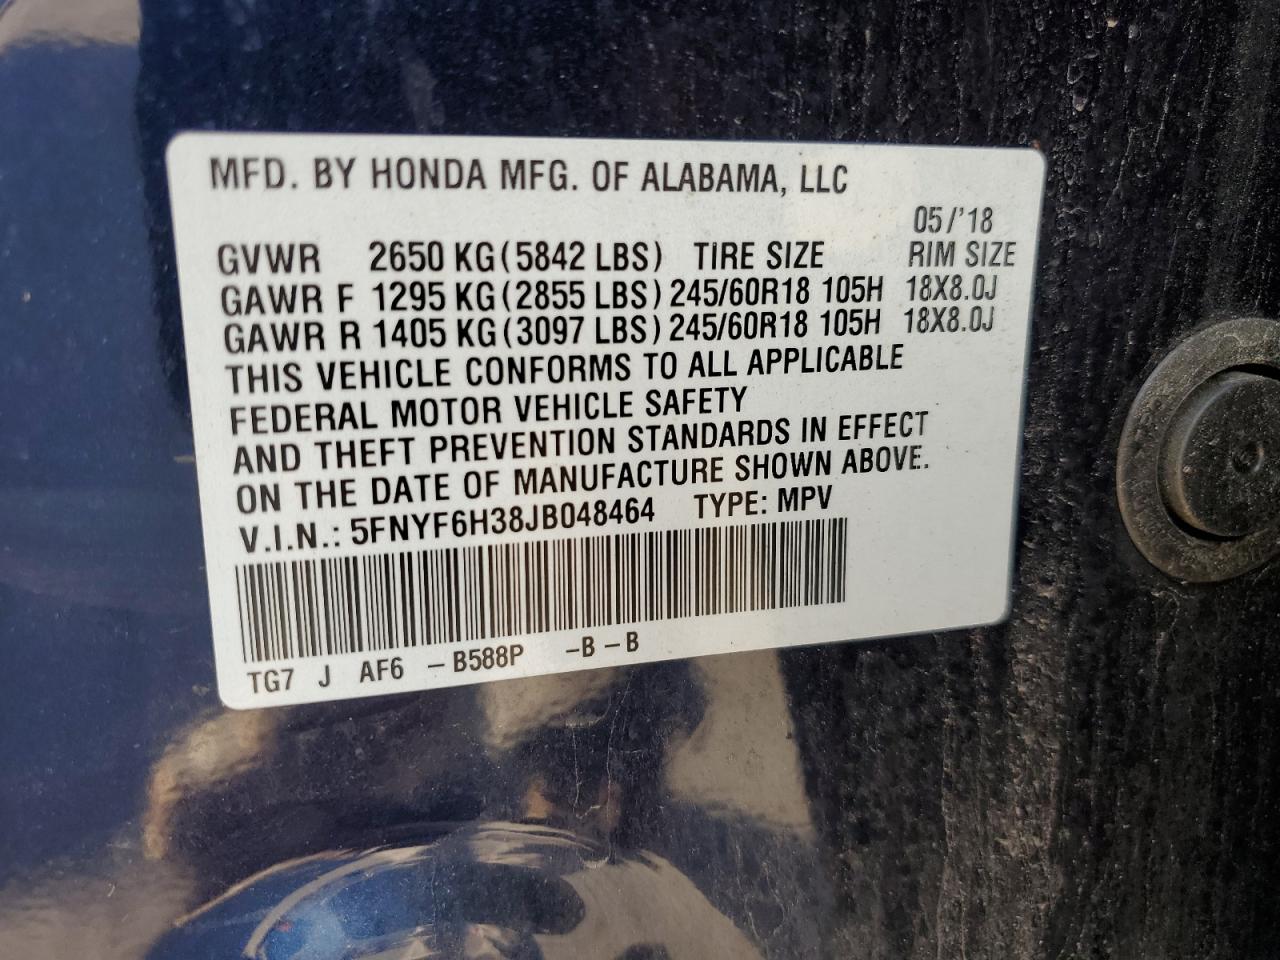 MFD. BY HONDA MFG. OF ALABAMA, LLC
05/'18
GVWR 2650 KG(5842 LBS) TIRE SIZE RIM SIZE
GAWR F 1295 KG(2855 LBS) 245/60R18 105H 18X8.0J
GAWR R 1405 KG(3097 LBS) 245/60R18 105H 18X8.0J
THIS VEHICLE CONFORMS TO ALL APPLICABLE
FEDERAL MOTOR VEHICLE SAFETY
AND THEFT PREVENTION STANDARDS IN EFFECT
ON THE DATE OF MANUFACTURE SHOWN ABOVE.
V.I.N.: 5FNYF6H38JB048464 TYPE: MPV
TG7 J AF6 -B588P -B-B